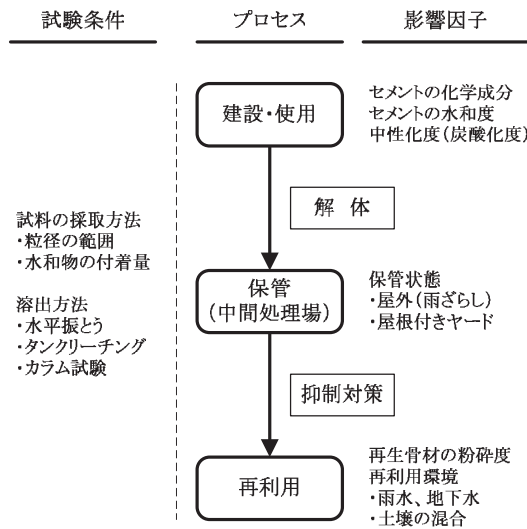 試験条件
プロセス
影響因子
建設・使用
セメントの化学成分
セメントの水和度
中性化度(炭酸化度)
解 体
試料の採取方法
・粒径の範囲
・水和物の付着量
溶出方法
・水平振とう
・タンクリーチング
・カラム試験
保管
(中間処理場)
保管状態
・屋外(雨ざらし)
・屋根付きヤード
抑制対策
再利用
再生骨材の粉砕度
再利用環境
・雨水、地下水
・土壌の混合